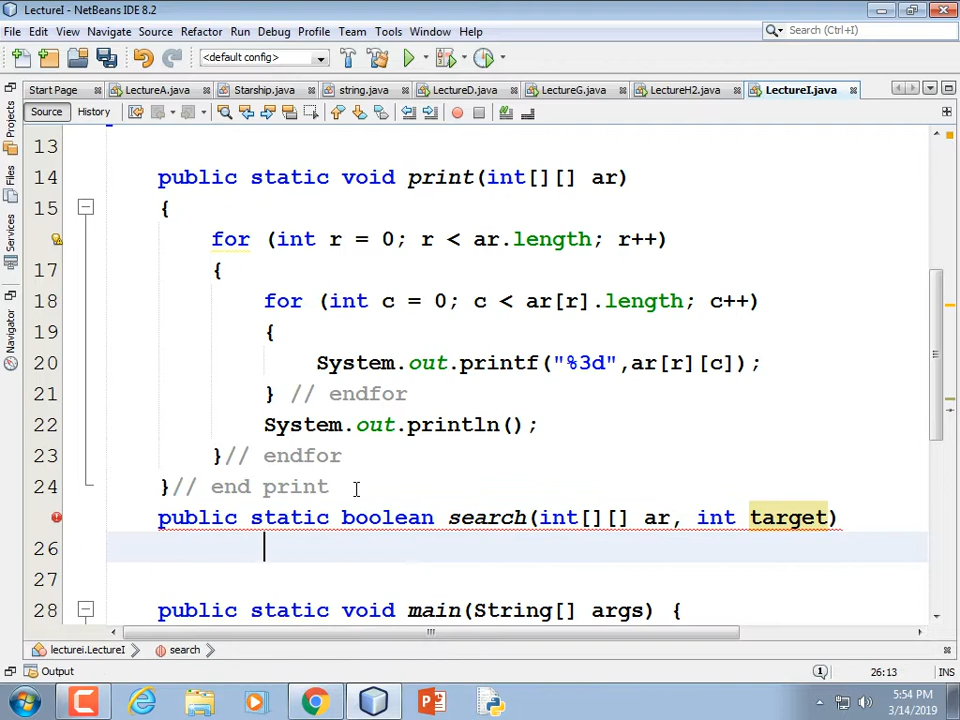 LectureI - NetBeans IDE 8.2
File Edit View Navigate Source Refactor Run Debug Profile Team Tools Window Help
Search (Ctrl+I)
<default config>
Start Page LectureA.java Starship.java string.java LectureD.java LectureG.java LectureH2.java LectureI.java
Source History
Projects
Files
Services
Navigator
13
14 public static void print(int[][] ar)
15 {
for (int r = 0; r < ar.length; r++)
17 {
18 for (int c = 0; c < ar[r].length; c++)
19 {
20 System.out.printf("%3d",ar[r][c]);
21 } // endfor
22 System.out.println();
23 }// endfor
24 }// end print
public static boolean search(int[][] ar, int target)
26
27
28 public static void main(String[] args) {
lecturei.LectureI search
Output
1 26:13 INS
5:54 PM
3/14/2019